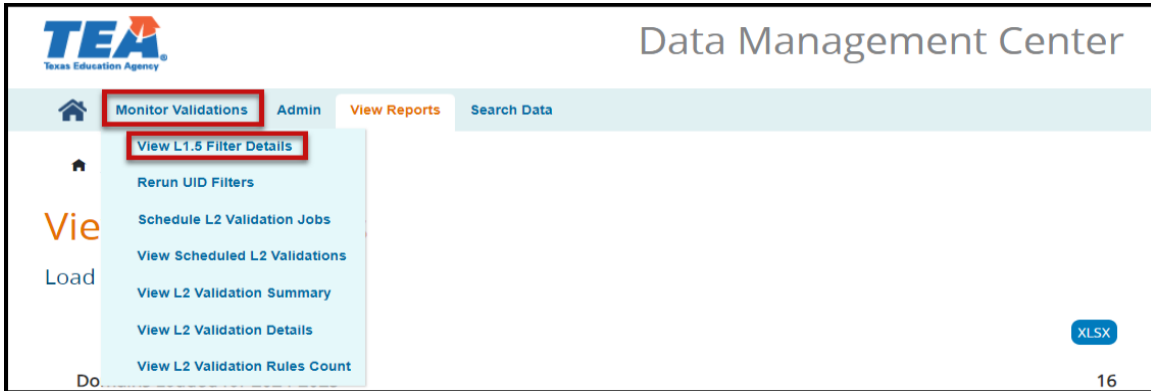 TEA
Texas Education Agency
Data Management Center
Monitor Validations Admin View Reports Search Data
View L1.5 Filter Details
Rerun UID Filters
Vie
Schedule L2 Validation Jobs
View Scheduled L2 Validations
Load
View L2 Validation Summary
View L2 Validation Details
XLSX
View L2 Validation Rules Count
Do
16